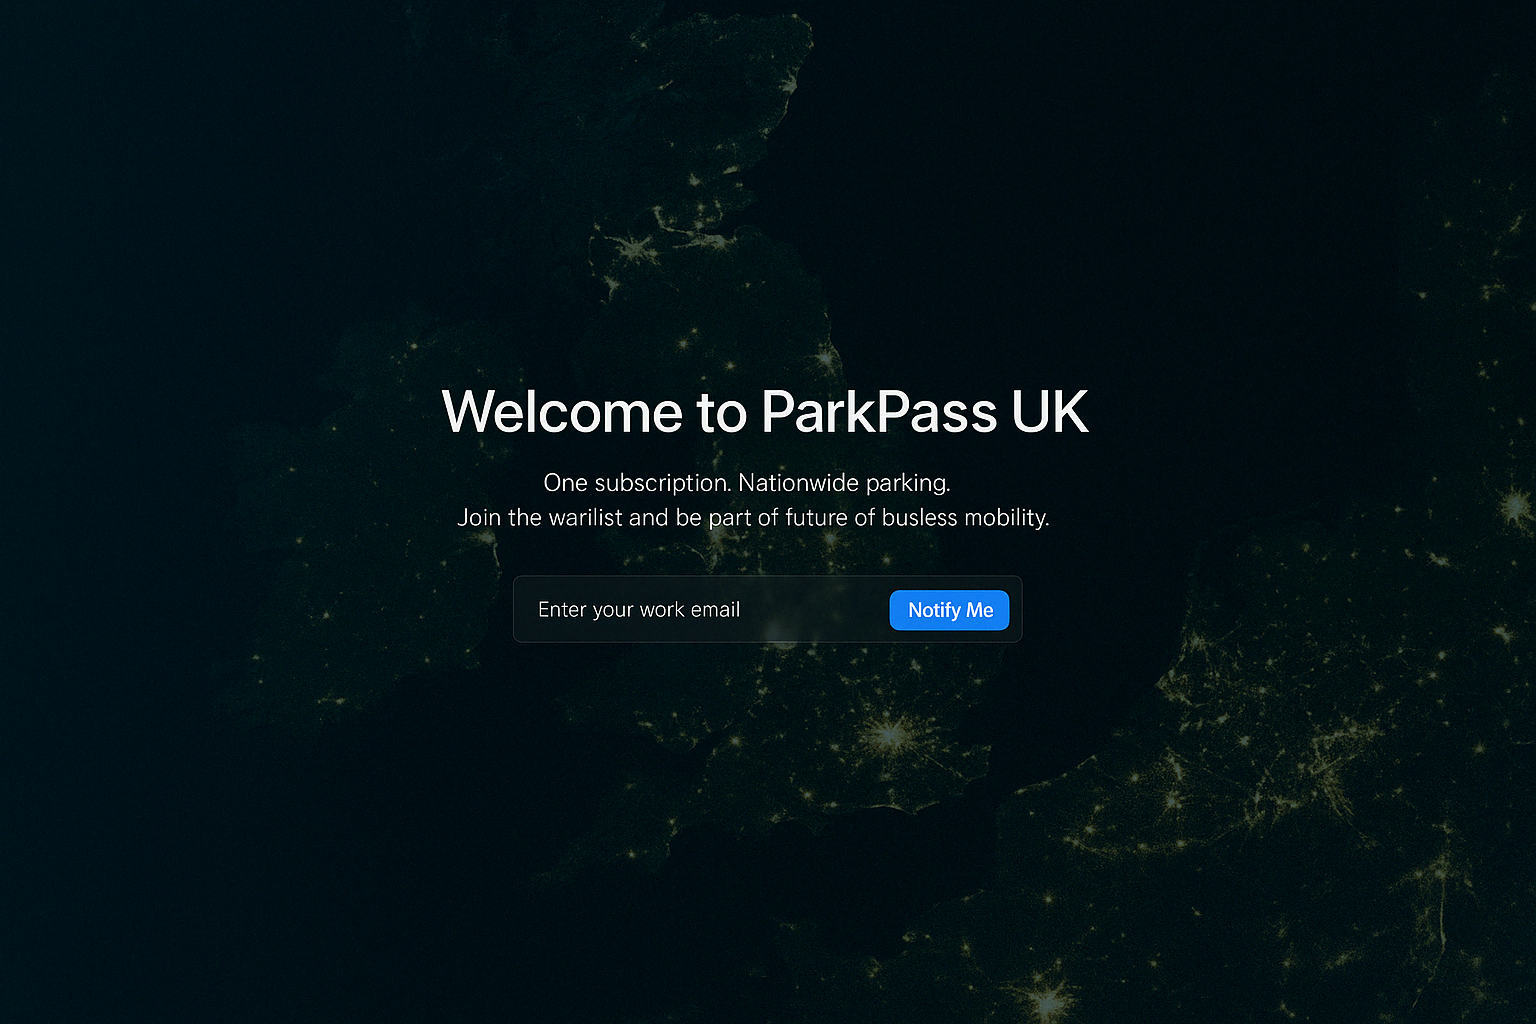 Welcome to ParkPass UK
One subscription. Nationwide parking.
Join the warilist and be part of future of busless mobility.
Enter your work email
Notify Me